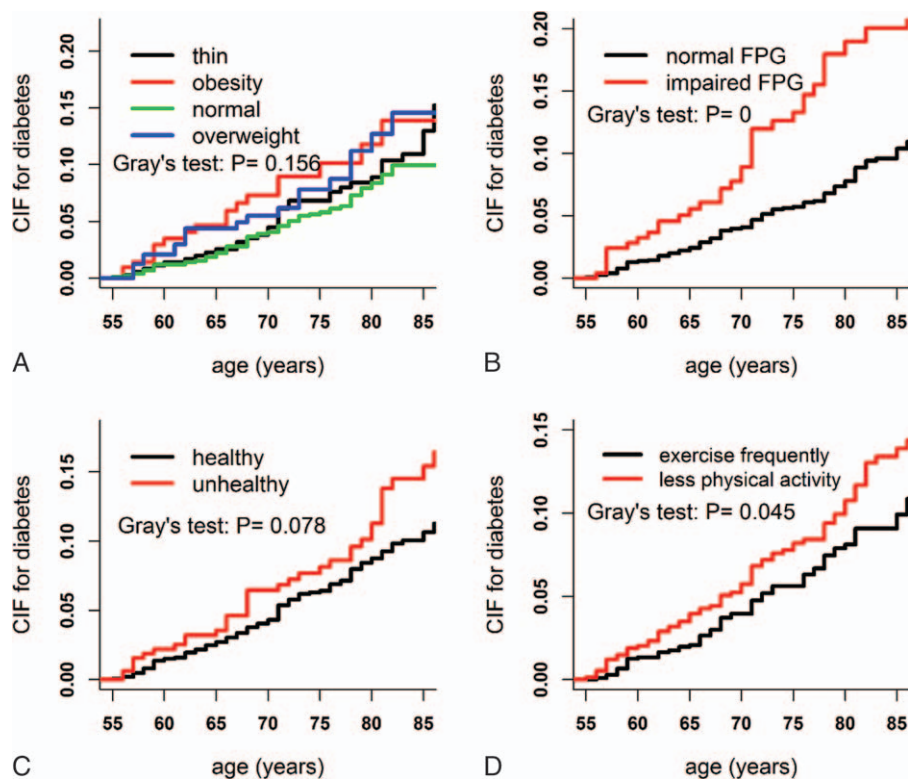 CIF for diabetes
0.20
0.15
0.10
0.05
0.00
thin
obesity
normal
overweight
Gray's test: P= 0.156
55 60 65 70 75 80 85
age (years)
A
CIF for diabetes
0.20
0.15
0.10
0.05
0.00
normal FPG
impaired FPG
Gray's test: P= 0
55 60 65 70 75 80 85
age (years)
B
CIF for diabetes
0.15
0.10
0.05
0.00
healthy
unhealthy
Gray's test: P= 0.078
55 60 65 70 75 80 85
age (years)
C
CIF for diabetes
0.15
0.10
0.05
0.00
exercise frequently
less physical activity
Gray's test: P= 0.045
55 60 65 70 75 80 85
age (years)
D